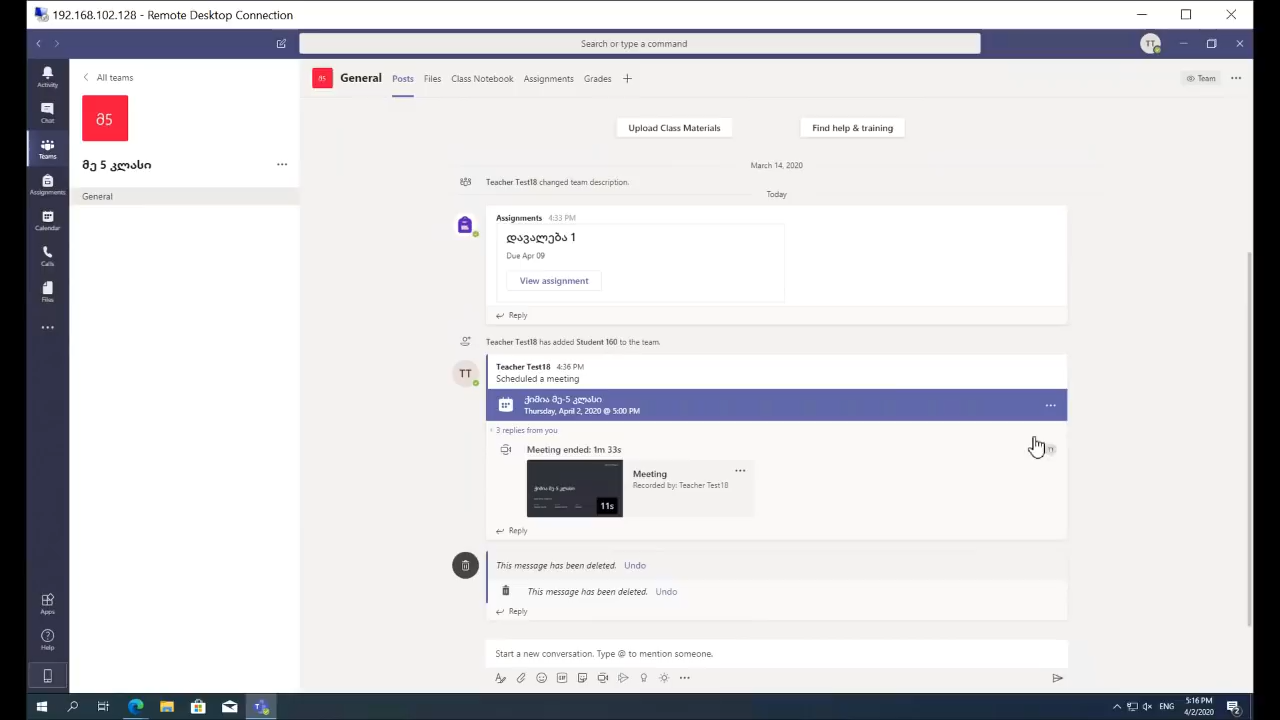 192.168.102.128 - Remote Desktop Connection
Search or type a command
TT
Activity
Chat
Teams
Assignments
Calendar
Calls
Files
Apps
Help
All teams
მ5
მე 5 კლასი
General
მ5
General
Posts
Files
Class Notebook
Assignments
Grades
Team
Upload Class Materials
Find help & training
March 14, 2020
Teacher Test18 changed team description.
Today
Assignments 4:33 PM
დავალება 1
Due Apr 09
View assignment
Reply
Teacher Test18 has added Student 160 to the team.
TT
Teacher Test18 4:36 PM
Scheduled a meeting
ქიმია მე-5 კლასი
Thursday, April 2, 2020 @ 5:00 PM
3 replies from you
Meeting ended: 1m 33s
ქიმია მე-5 კლასი
11s
Meeting
Recorded by: Teacher Test18
Reply
This message has been deleted. Undo
This message has been deleted. Undo
Reply
Start a new conversation. Type @ to mention someone.
GIF
ENG
5:16 PM
4/2/2020
2